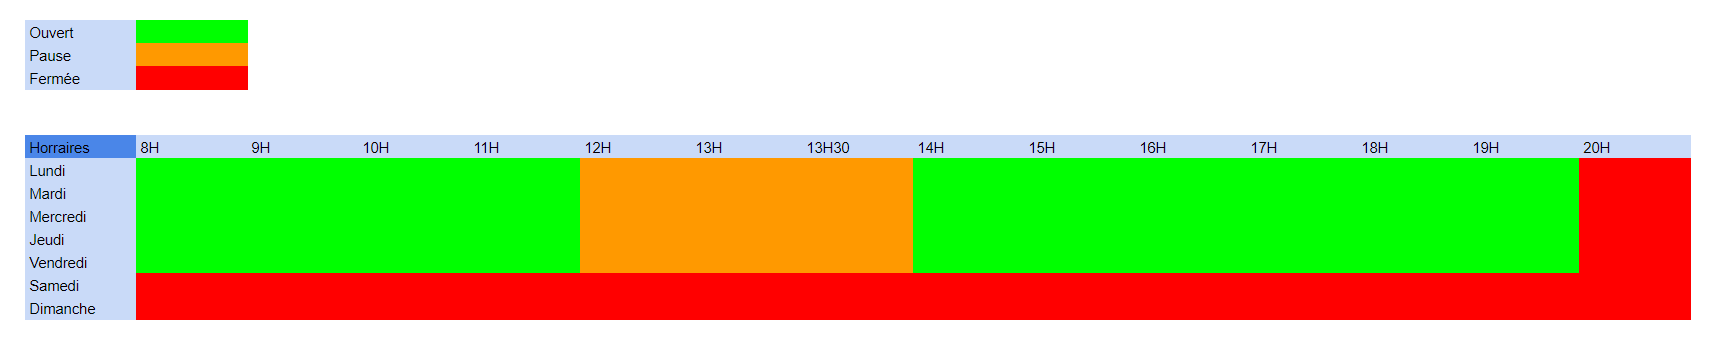 Ouvert
Pause
Fermée
Horraires 8H 9H 10H 11H 12H 13H 13H30 14H 15H 16H 17H 18H 19H 20H
Lundi
Mardi
Mercredi
Jeudi
Vendredi
Samedi
Dimanche